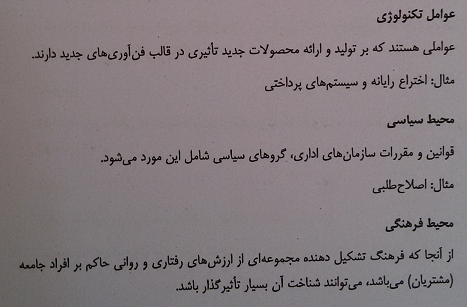 عوامل تکنولوژی
عواملی هستند که بر تولید و ارائه محصولات جدید تأثیری در قالب فن‌آوری‌های جدید دارند.
مثال: اختراع رایانه و سیستم‌های پرداختی
محیط سیاسی
قوانین و مقررات سازمان‌های اداری، گروهای سیاسی شامل این مورد می‌شود.
مثال: اصلاح‌طلبی
محیط فرهنگی
از آنجا که فرهنگ تشکیل دهنده مجموعه‌ای از ارزش‌های رفتاری و روانی حاکم بر افراد جامعه
(مشتریان) می‌باشد، می‌توانند شناخت آن بسیار تأثیرگذار باشد.